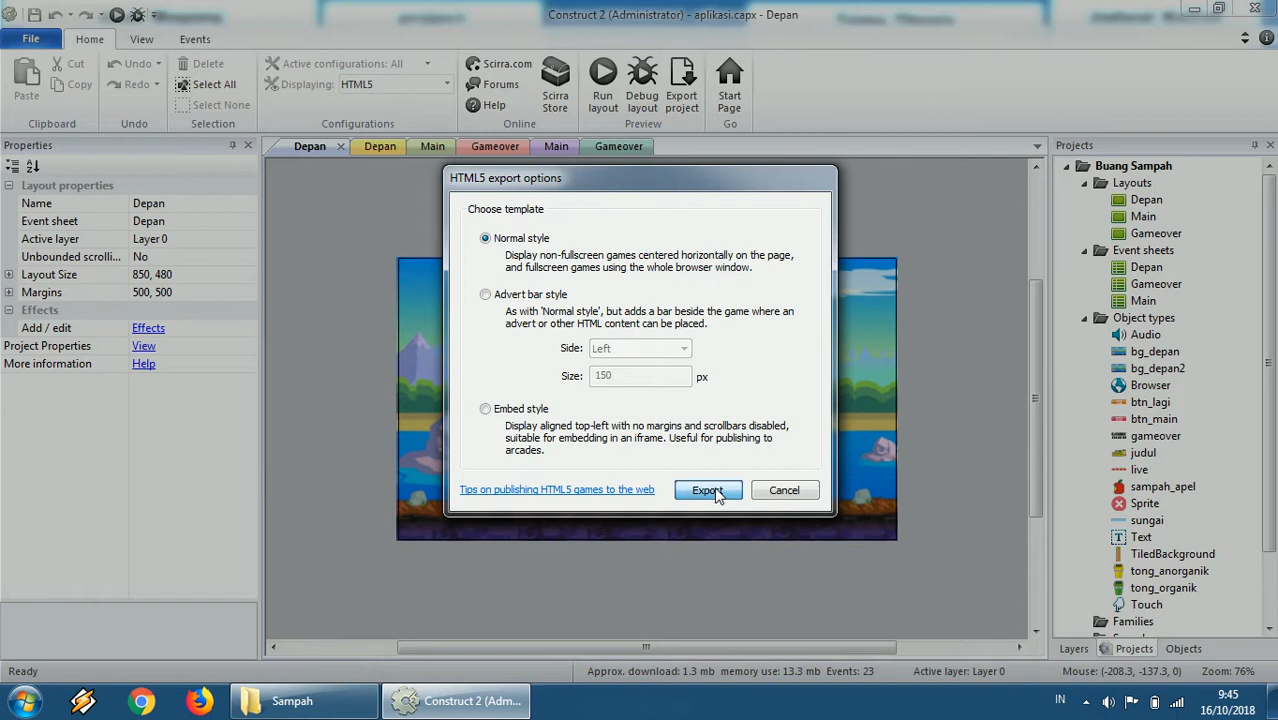 Construct 2 (Administrator) - aplikasi.capx - Depan
File
Home
View
Events
Paste
Cut
Copy
Clipboard
Undo
Redo
Undo
Delete
Select All
Select None
Selection
Active configurations: All
Displaying: HTML5
Configurations
Scirra.com
Forums
Help
Scirra Store
Online
Run layout
Debug layout
Export project
Preview
Start Page
Go
Properties
Depan
Depan
Main
Gameover
Main
Gameover
Projects
Layout properties
Name Depan
Event sheet Depan
Active layer Layer 0
Unbounded scrolli... No
Layout Size 850, 480
Margins 500, 500
Effects
Add / edit Effects
Project Properties View
More information Help
HTML5 export options
Choose template
Normal style
Display non-fullscreen games centered horizontally on the page,
and fullscreen games using the whole browser window.
Advert bar style
As with 'Normal style', but adds a bar beside the game where an
advert or other HTML content can be placed.
Side: Left
Size: 150 px
Embed style
Display aligned top-left with no margins and scrollbars disabled,
suitable for embedding in an iframe. Useful for publishing to
arcades.
Tips on publishing HTML5 games to the web
Export
Cancel
Buang Sampah
Layouts
Depan
Main
Gameover
Event sheets
Depan
Gameover
Main
Object types
Audio
bg_depan
bg_depan2
Browser
btn_lagi
btn_main
gameover
judul
live
sampah_apel
Sprite
sungai
Text
TiledBackground
tong_anorganik
tong_organik
Touch
Families
Layers
Projects
Objects
Ready
Approx. download: 1.3 mb
memory use: 13.3 mb
Events: 23
Active layer: Layer 0
Mouse: (-208.3, -137.3, 0)
Zoom: 76%
Sampah
Construct 2 (Adm...
IN
9:45
16/10/2018